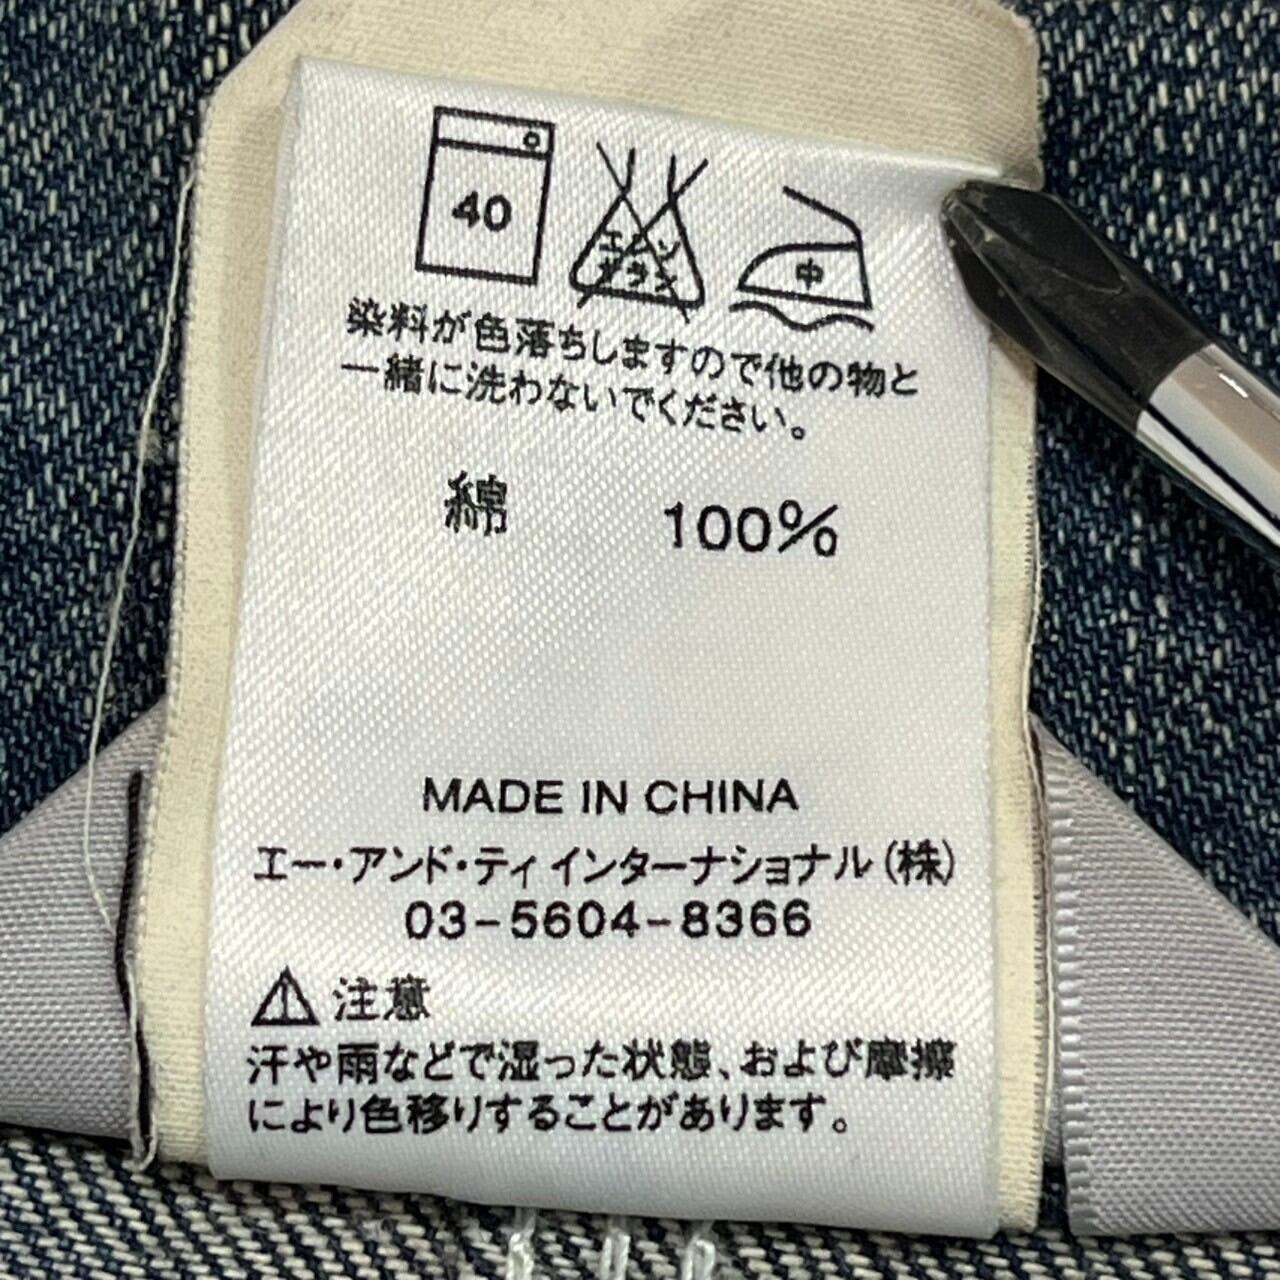 40
エンソ
サラシ
中
染料が色落ちしますので他の物と
一緒に洗わないでください。
綿 100%
MADE IN CHINA
エー・アンド・ティ インターナショナル(株)
03-5604-8366
注意
汗や雨などで湿った状態、および摩擦
により色移りすることがあります。